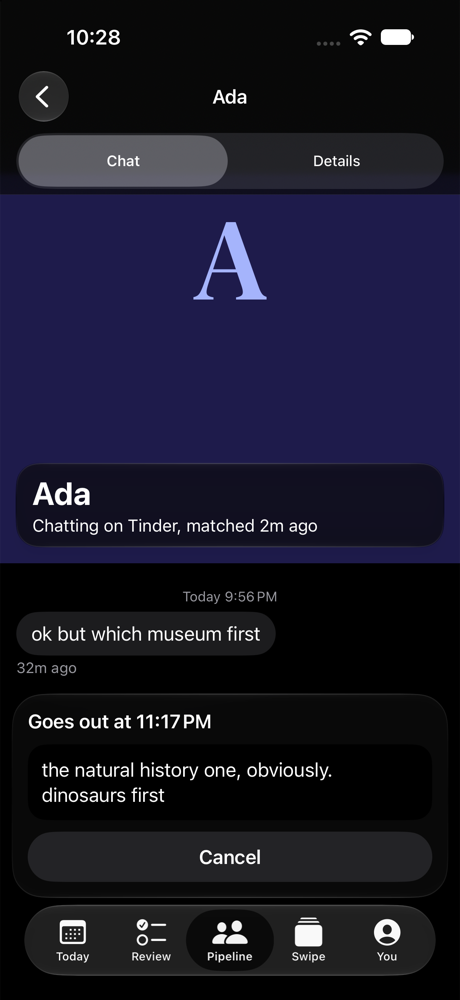 10:28
Ada
Chat
Details
A
Ada
Chatting on Tinder, matched 2m ago
Today 9:56 PM
ok but which museum first
32m ago
Goes out at 11:17 PM
the natural history one, obviously.
dinosaurs first
Cancel
Today
Review
Pipeline
Swipe
You